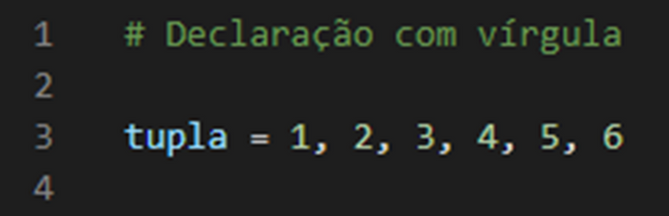 1 # Declaração com vírgula
2
3 tupla = 1, 2, 3, 4, 5, 6
4